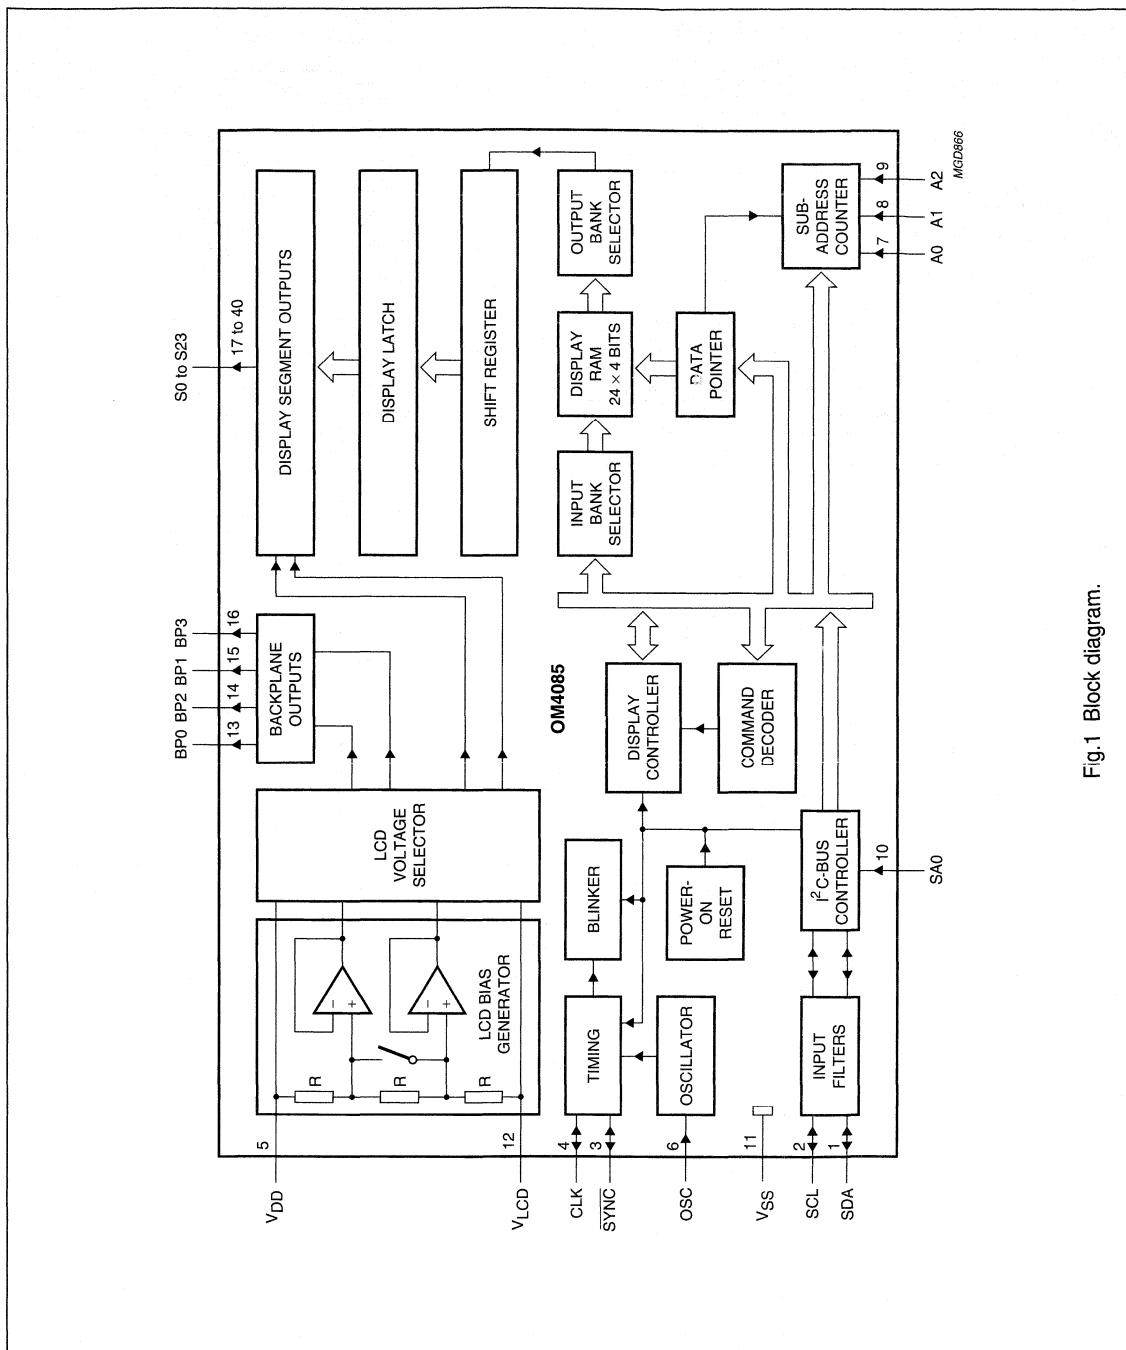 BP0 BP2 BP1 BP3
S0 to S23
13
14
15
16
17 to 40
BACKPLANE
OUTPUTS
DISPLAY SEGMENT OUTPUTS
VDD
5
R
R
R
−
+
−
+
LCD BIAS
GENERATOR
LCD
VOLTAGE
SELECTOR
DISPLAY LATCH
SHIFT REGISTER
VLCD
12
OM4085
CLK
4
SYNC
3
TIMING
BLINKER
DISPLAY
CONTROLLER
INPUT
BANK
SELECTOR
DISPLAY
RAM
24 × 4 BITS
OUTPUT
BANK
SELECTOR
OSC
6
OSCILLATOR
POWER-
ON
RESET
COMMAND
DECODER
DATA
POINTER
VSS
11
SCL
2
SDA
1
INPUT
FILTERS
I2C-BUS
CONTROLLER
SUB-
ADDRESS
COUNTER
10
SA0
7
8
9
A0
A1
A2
MGD866
Fig.1 Block diagram.